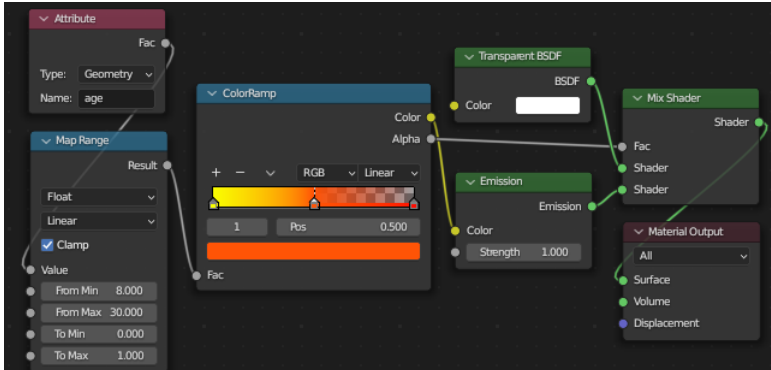 Attribute
Fac
Type: Geometry
Name: age
Map Range
Result
Float
Linear
Clamp
Value
From Min 8.000
From Max 30.000
To Min 0.000
To Max 1.000
ColorRamp
Color
Alpha
+ − RGB Linear
1 Pos 0.500
Fac
Transparent BSDF
BSDF
Color
Emission
Emission
Color
Strength 1.000
Mix Shader
Shader
Fac
Shader
Shader
Material Output
All
Surface
Volume
Displacement